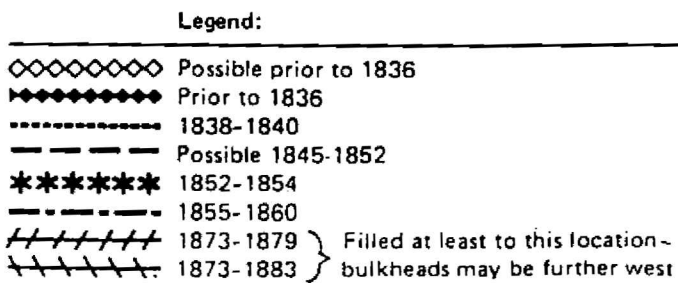 Legend:
Possible prior to 1836
Prior to 1836
1838-1840
Possible 1845-1852
1852-1854
1855-1860
1873-1879 Filled at least to this location-
1873-1883 bulkheads may be further west